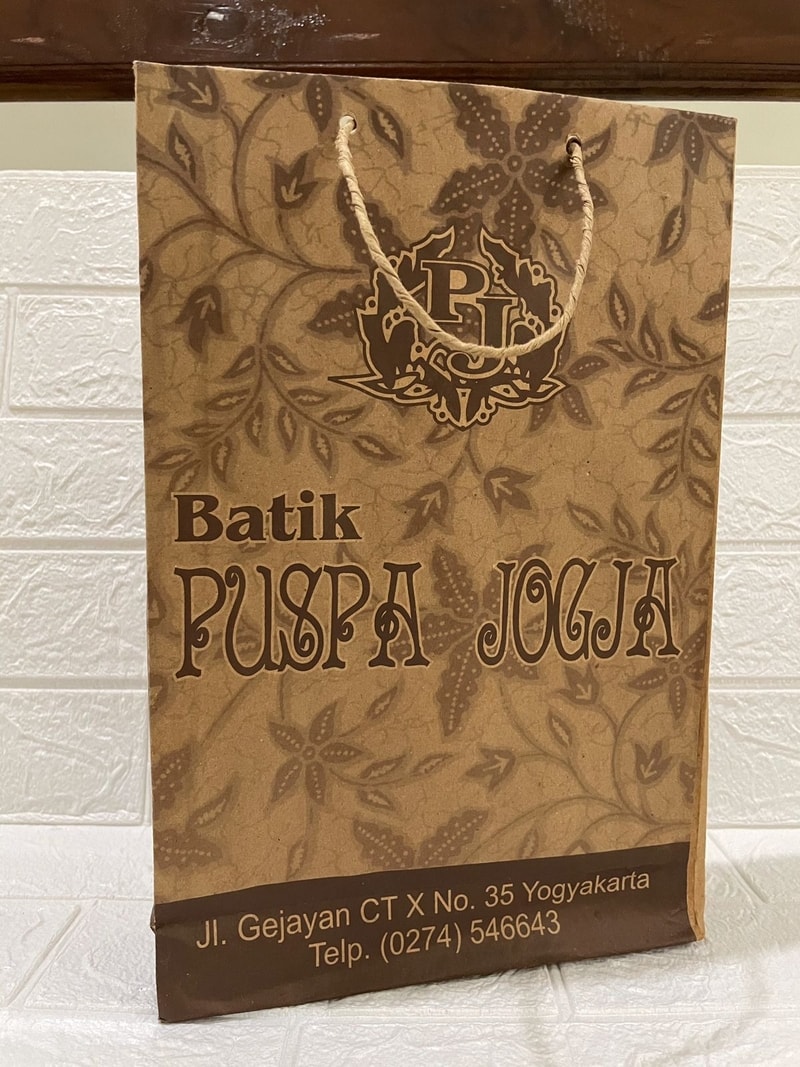 PJ
Batik
PUSPA JOGJA
Jl. Gejayan CT X No. 35 Yogyakarta
Telp. (0274) 546643